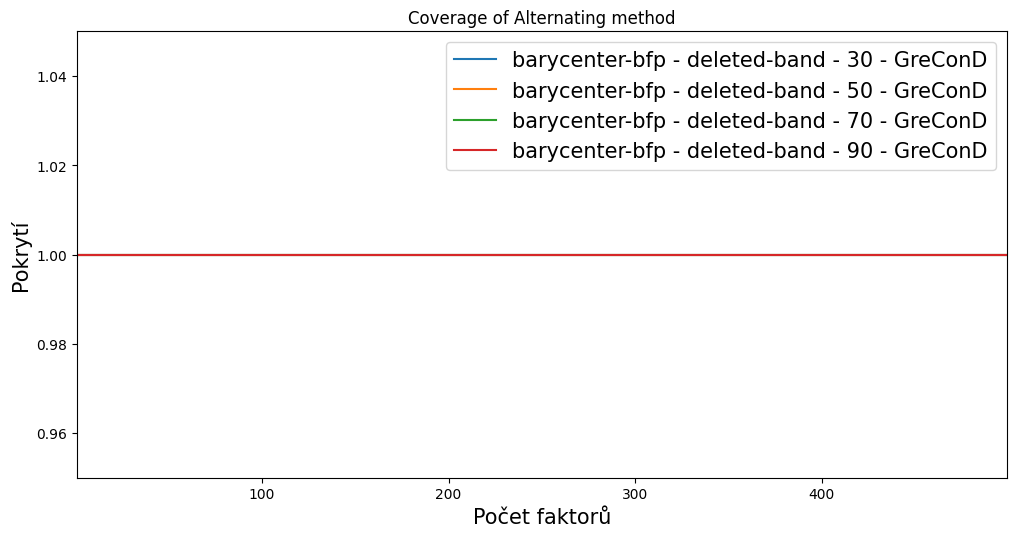 Coverage of Alternating method
barycenter-bfp - deleted-band - 30 - GreConD
barycenter-bfp - deleted-band - 50 - GreConD
barycenter-bfp - deleted-band - 70 - GreConD
barycenter-bfp - deleted-band - 90 - GreConD
Pokrytí
1.04
1.02
1.00
0.98
0.96
100 200 300 400
Počet faktorů